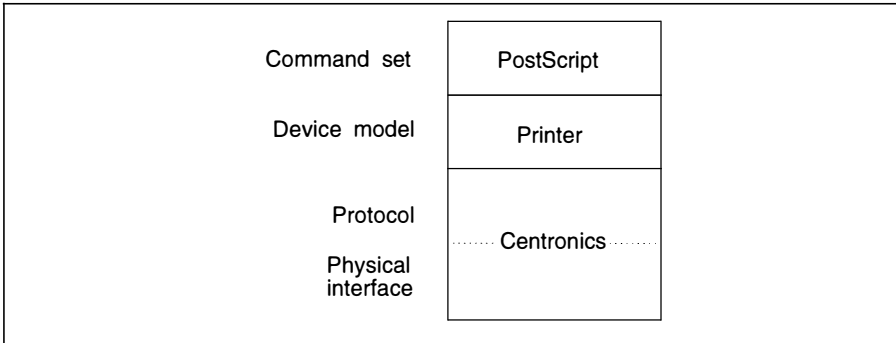 Command set
PostScript
Device model
Printer
Protocol
Centronics
Physical
interface